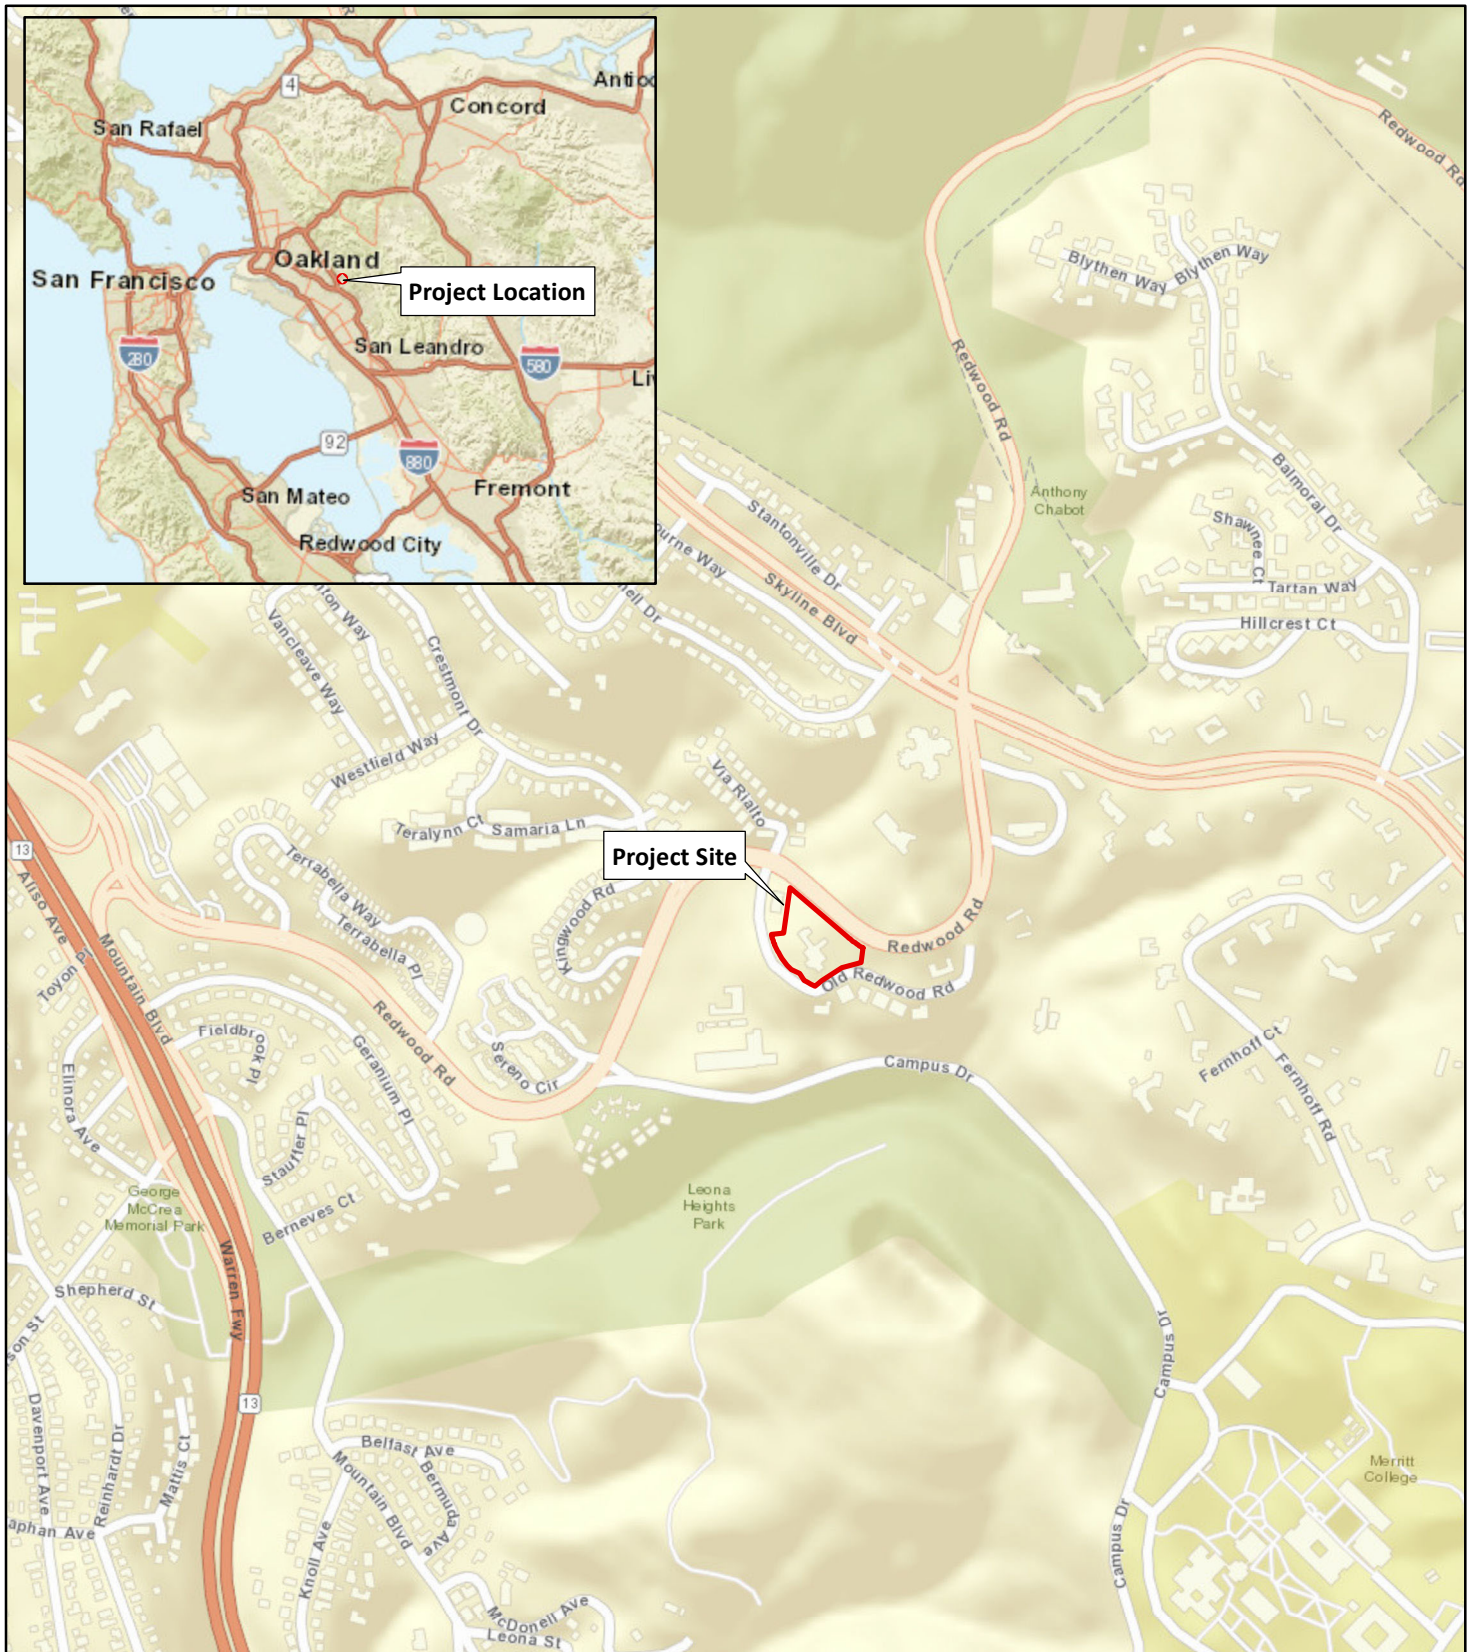 4
Concord
San Rafael
Oakland
San Francisco
Project Location
San Leandro
280
580
92
880
San Mateo
Fremont
Redwood City
Redwood Rd
Blythen Way
Blythen Way
Redwood Rd
Anthony
Chabot
Balmoral Dr
Shawnee Ct
Tartan Way
Hillcrest Ct
Stantonville Dr
Skyline Blvd
Vancleave Way
Crestmont Dr
Westfield Way
Via Rialto
Teralynn Ct
Samaria Ln
Project Site
13
Aliso Ave
Terrabella Way
Terrabella Pl
Kingwood Rd
Redwood Rd
Old Redwood Rd
Toyon Pl
Mountain Blvd
Redwood Rd
Fieldbrook Pl
Geranium Pl
Sereno Cir
Campus Dr
Fernhoff Ct
Fernhoff Rd
Elinora Ave
Stauffer Pl
Berneves Ct
George
McCrea
Memorial Park
Leona
Heights
Park
Warren Fwy
Shepherd St
13
Campus Dr
Davenport Ave
Reinhardt Dr
Mattis Ct
Belfast Ave
Bermuda Ave
Mountain Blvd
Knoll Ave
McDonell Ave
Leona St
Campus Dr
Merritt
College